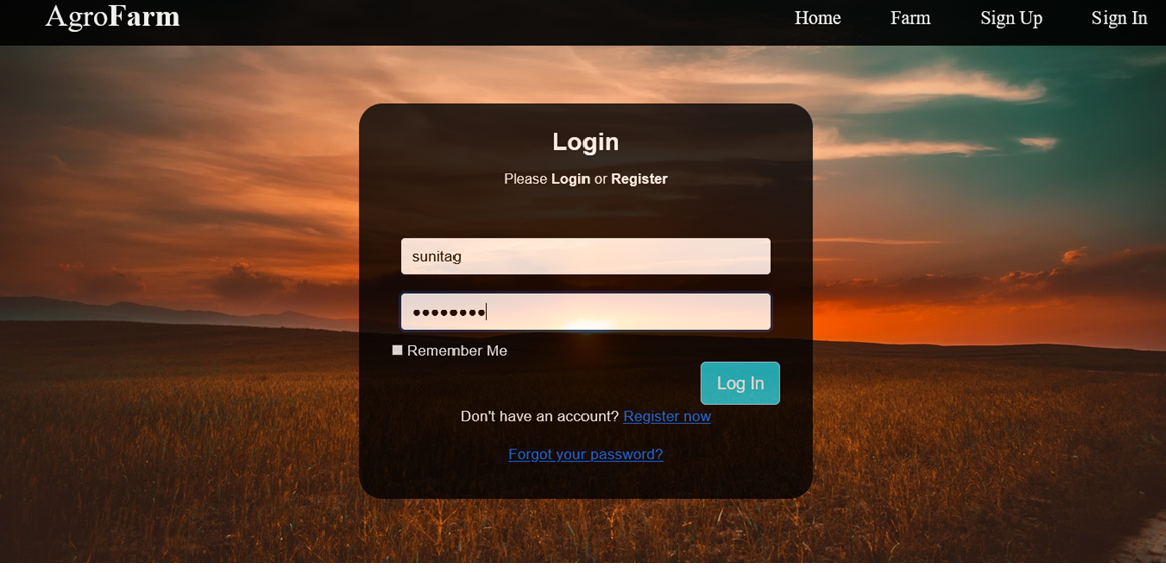 AgroFarm
Home Farm Sign Up Sign In
Login
Please Login or Register
sunitag
••••••••
Remember Me
Log In
Don't have an account? Register now
Forgot your password?